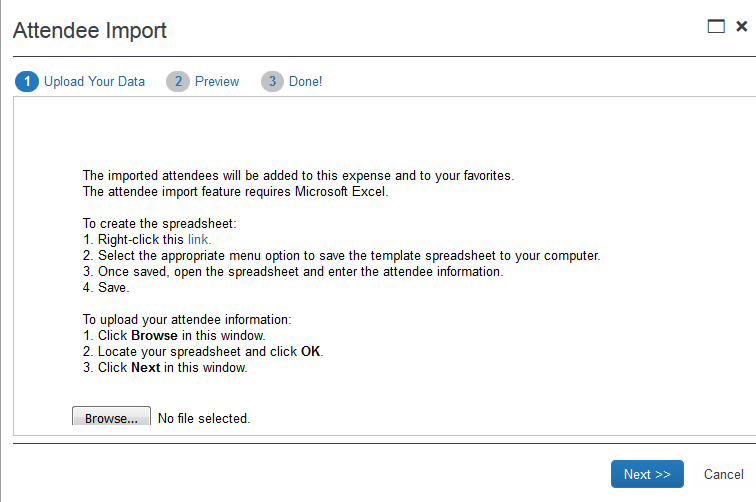 Attendee Import
1 Upload Your Data 2 Preview 3 Done!
The imported attendees will be added to this expense and to your favorites.
The attendee import feature requires Microsoft Excel.
To create the spreadsheet:
1. Right-click this link.
2. Select the appropriate menu option to save the template spreadsheet to your computer.
3. Once saved, open the spreadsheet and enter the attendee information.
4. Save.
To upload your attendee information:
1. Click Browse in this window.
2. Locate your spreadsheet and click OK.
3. Click Next in this window.
Browse... No file selected.
Next >> Cancel